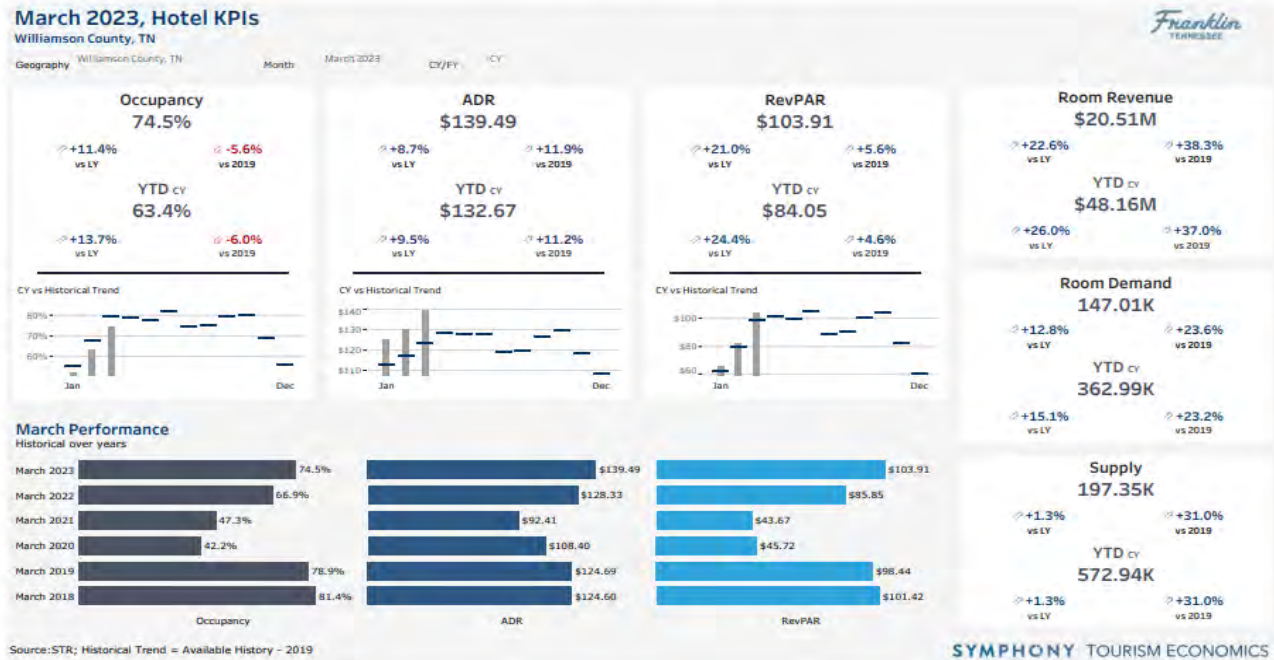 March 2023, Hotel KPIs
Williamson County, TN
Franklin
TENNESSEE
Geography Williamson County, TN Month March 2023 CY/FY CY
Occupancy
74.5%
+11.4% -5.6%
vs LY vs 2019
YTD CY
63.4%
+13.7% -6.0%
vs LY vs 2019
CY vs Historical Trend
80%
70%
60%
Jan Dec
ADR
$139.49
+8.7% +11.9%
vs LY vs 2019
YTD CY
$132.67
+9.5% +11.2%
vs LY vs 2019
CY vs Historical Trend
$140
$130
$120
$110
Jan Dec
RevPAR
$103.91
+21.0% +5.6%
vs LY vs 2019
YTD CY
$84.05
+24.4% +4.6%
vs LY vs 2019
CY vs Historical Trend
$100
$80
$60
Jan Dec
Room Revenue
$20.51M
+22.6% +38.3%
vs LY vs 2019
YTD CY
$48.16M
+26.0% +37.0%
vs LY vs 2019
Room Demand
147.01K
+12.8% +23.6%
vs LY vs 2019
YTD CY
362.99K
+15.1% +23.2%
vs LY vs 2019
Supply
197.35K
+1.3% +31.0%
vs LY vs 2019
YTD CY
572.94K
+1.3% +31.0%
vs LY vs 2019
March Performance
Historical over years
March 2023 74.5% $139.49 $103.91
March 2022 66.9% $128.33 $85.85
March 2021 47.3% $92.41 $43.67
March 2020 42.2% $108.40 $45.72
March 2019 78.9% $124.69 $98.44
March 2018 81.4% $124.60 $101.42
Occupancy ADR RevPAR
Source:STR; Historical Trend = Available History - 2019
SYMPHONY TOURISM ECONOMICS